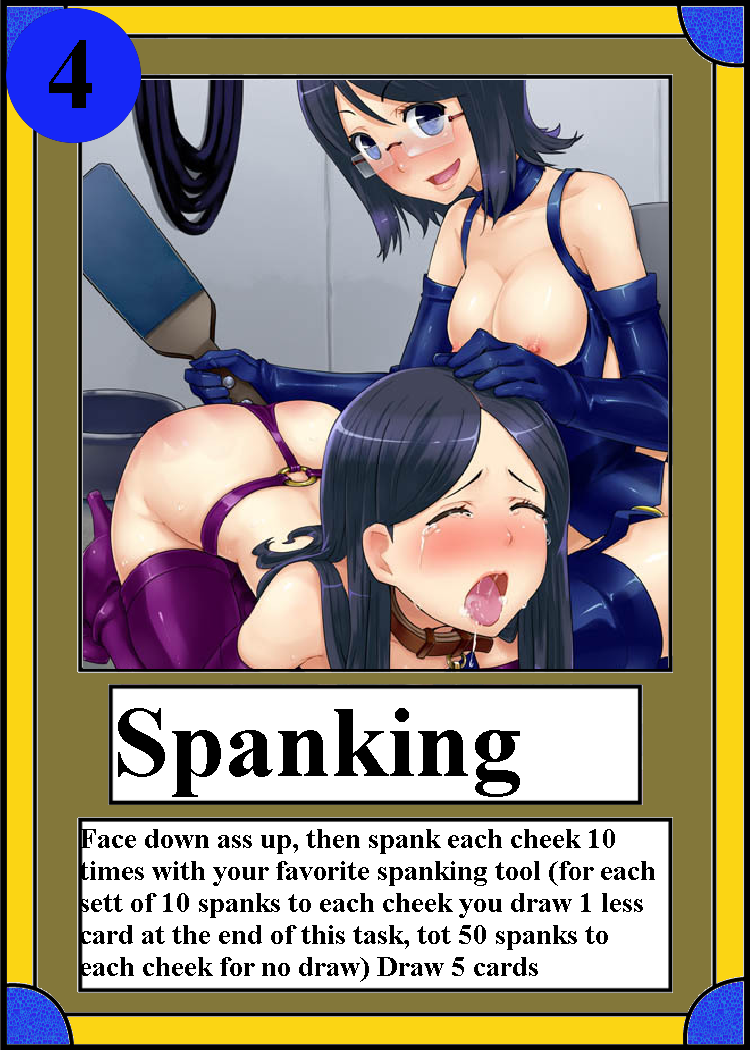 4
Spanking
Face down ass up, then spank each cheek 10
times with your favorite spanking tool (for each
sett of 10 spanks to each cheek you draw 1 less
card at the end of this task, tot 50 spanks to
each cheek for no draw) Draw 5 cards